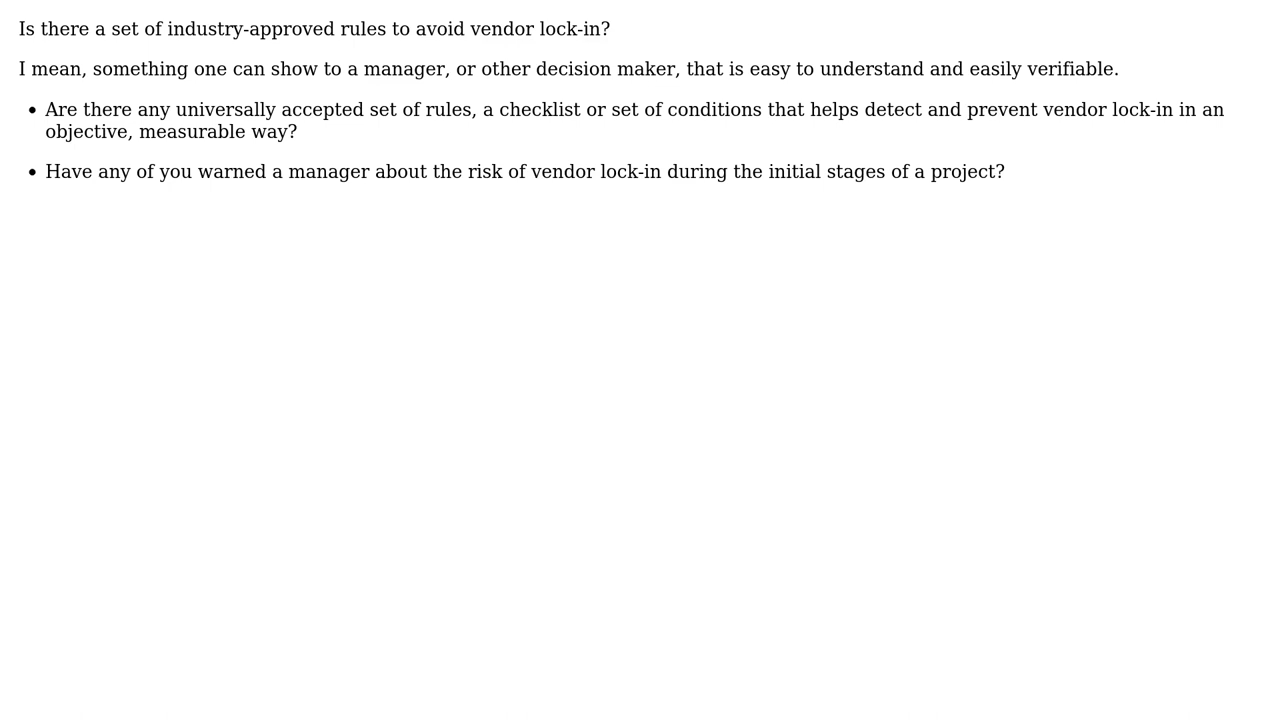 Is there a set of industry-approved rules to avoid vendor lock-in?
I mean, something one can show to a manager, or other decision maker, that is easy to understand and easily verifiable.
• Are there any universally accepted set of rules, a checklist or set of conditions that helps detect and prevent vendor lock-in in an
objective, measurable way?
• Have any of you warned a manager about the risk of vendor lock-in during the initial stages of a project?